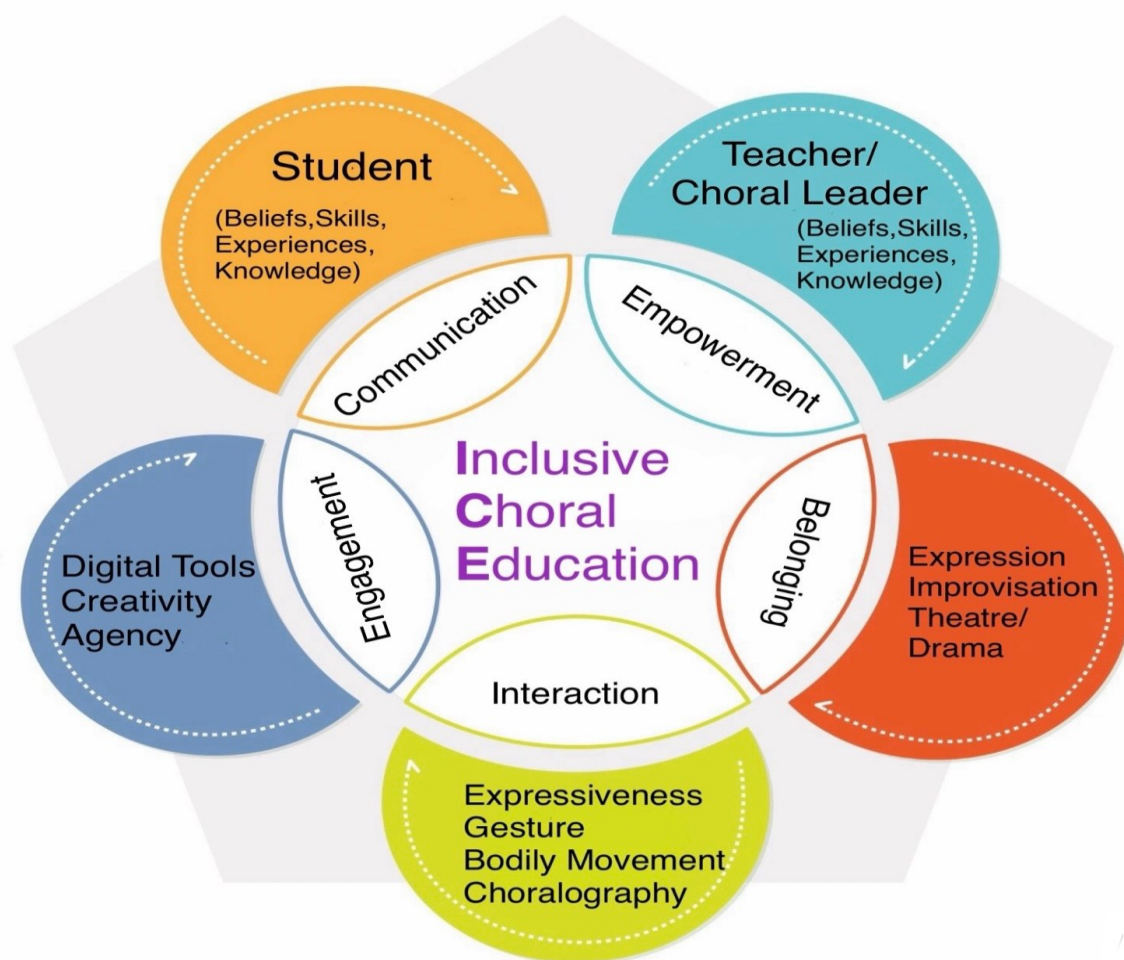 Student
(Beliefs,Skills,
Experiences,
Knowledge)
Teacher/
Choral Leader
(Beliefs,Skills,
Experiences,
Knowledge)
Communication
Empowerment
Inclusive
Choral
Education
Engagement
Belonging
Digital Tools
Creativity
Agency
Expression
Improvisation
Theatre/
Drama
Interaction
Expressiveness
Gesture
Bodily Movement
Choralography